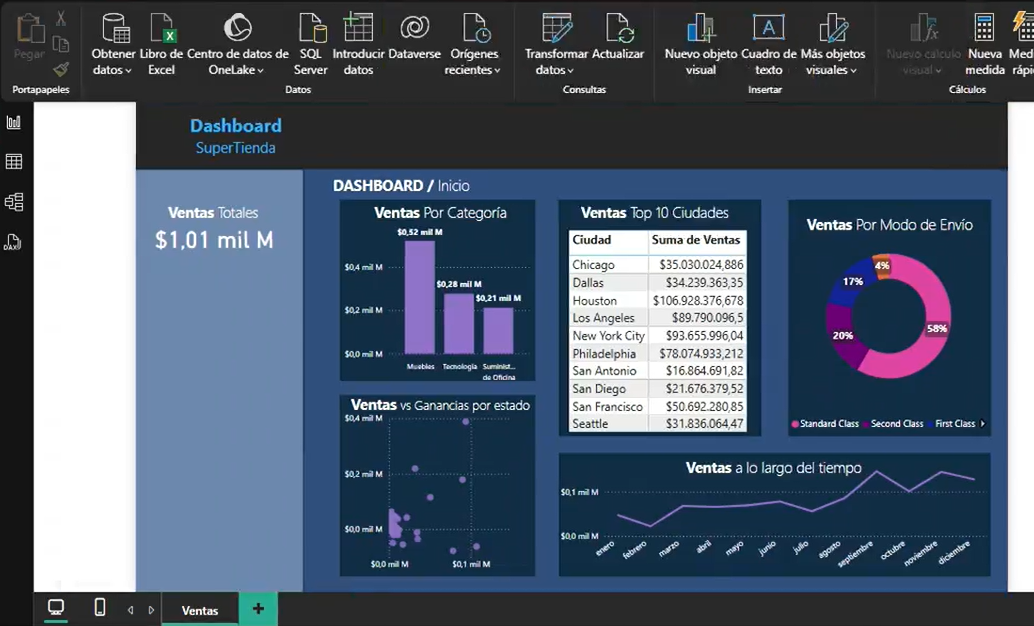 Pegar
Portapapeles
Obtener datos
Libro de Excel
Centro de datos de OneLake
SQL Server
Introducir datos
Dataverse
Orígenes recientes
Datos
Transformar datos
Actualizar
Consultas
Nuevo objeto visual
Cuadro de texto
Más objetos visuales
Insertar
Nuevo cálculo visual
Nueva medida
Cálculos
Dashboard
SuperTienda
DASHBOARD / Inicio
Ventas Totales
$1,01 mil M
Ventas Por Categoría
$0,52 mil M
$0,28 mil M
$0,21 mil M
$0,4 mil M
$0,2 mil M
$0,0 mil M
Muebles
Tecnología
Suminist... de Oficina
Ventas Top 10 Ciudades
Ciudad Suma de Ventas
Chicago $35.030.024,886
Dallas $34.239.363,35
Houston $106.928.376,678
Los Angeles $89.790.096,5
New York City $93.655.996,04
Philadelphia $78.074.933,212
San Antonio $16.864.691,82
San Diego $21.676.379,52
San Francisco $50.692.280,85
Seattle $31.836.064,47
Ventas Por Modo de Envío
4%
17%
20%
58%
Standard Class Second Class First Class
Ventas vs Ganancias por estado
$0,4 mil M
$0,2 mil M
$0,0 mil M
$0,0 mil M $0,1 mil M
Ventas a lo largo del tiempo
$0,1 mil M
$0,0 mil M
enero febrero marzo abril mayo junio julio agosto septiembre octubre noviembre diciembre
Ventas